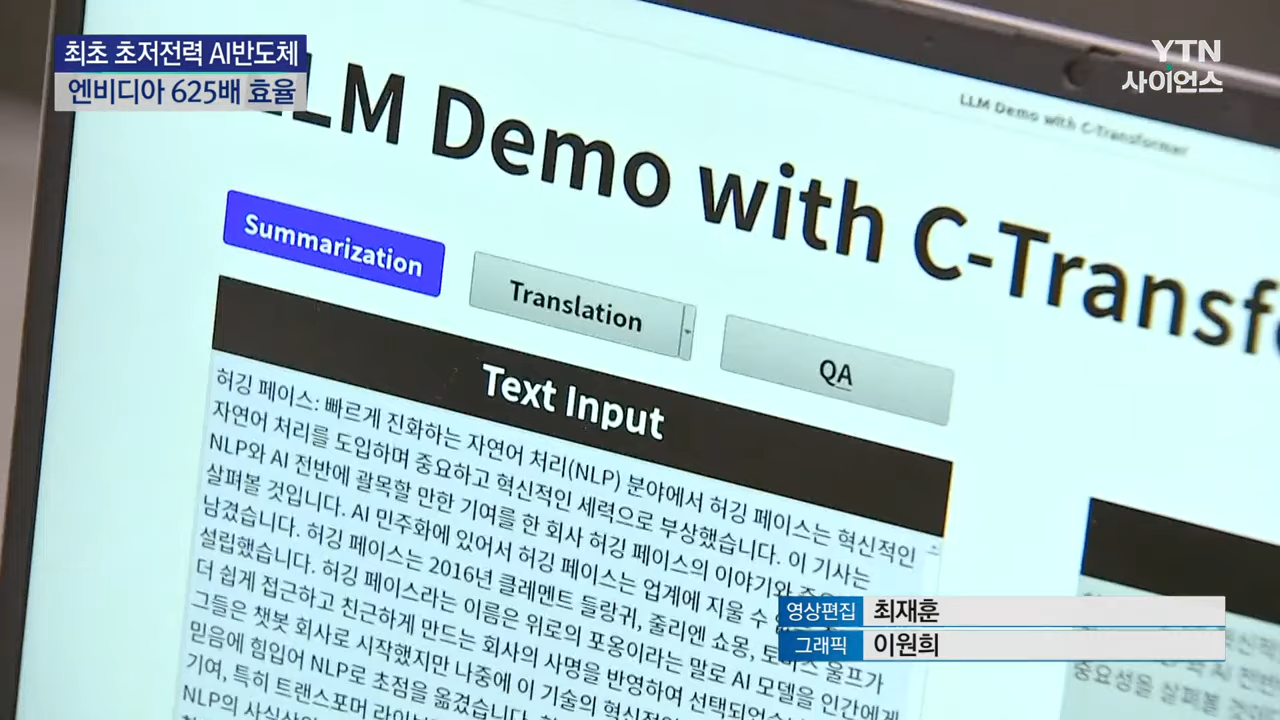 최초 초저전력 AI반도체
엔비디아 625배 효율
YTN
사이언스
LLM Demo with C-Transformer
LM Demo with C-Transf
Summarization
Translation
QA
Text Input
허깅 페이스: 빠르게 진화하는 자연어 처리(NLP) 분야에서 허깅 페이스는 혁신적인
자연어 처리를 도입하며 중요하고 혁신적인 세력으로 부상했습니다. 이 기사는
NLP와 AI 전반에 괄목할 만한 기여를 한 회사 허깅 페이스의 이야기와
살펴볼 것입니다. AI 민주화에 있어서 허깅 페이스는 업계에 지울 수
남겼습니다. 허깅 페이스는 2016년 클레멘트 들랑귀, 줄리엔 쇼몽, 토마스 울프가
설립했습니다. 허깅 페이스라는 이름은 위로의 포옹이라는 말로 AI 모델을 인간에게
더 쉽게 접근하고 친근하게 만드는 회사의 사명을 반영하여
그들은 챗봇 회사로 시작했지만 나중에 이 기술의
믿음에 힘입어 NLP로 초점을 옮겼습니다.
기여, 특히 트랜스포머
NLP의
중요성을 살펴볼
영상편집 최재훈
그래픽 이원희